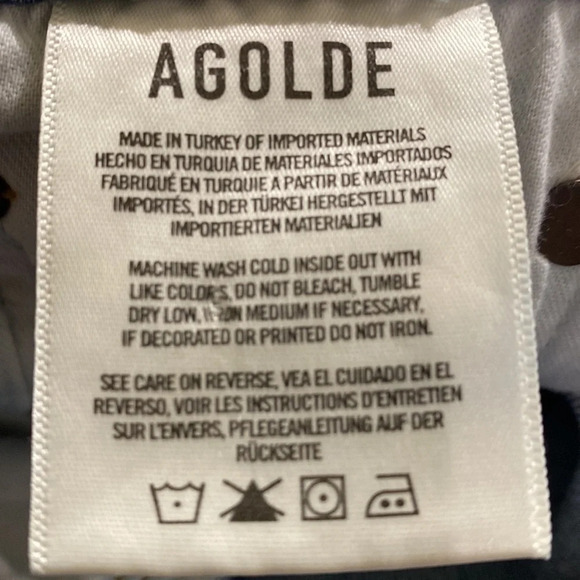 AGOLDE
MADE IN TURKEY OF IMPORTED MATERIALS
HECHO EN TURQUIA DE MATERIALES IMPORTADOS
FABRIQUÉ EN TURQUIE A PARTIR DE MATÉRIAUX
IMPORTÉS, IN DER TÜRKEI HERGESTELLT MIT
IMPORTIERTEN MATERIALIEN
MACHINE WASH COLD INSIDE OUT WITH
LIKE COLORS, DO NOT BLEACH, TUMBLE
DRY LOW, IRON MEDIUM IF NECESSARY,
IF DECORATED OR PRINTED DO NOT IRON.
SEE CARE ON REVERSE, VEA EL CUIDADO EN EL
REVERSO, VOIR LES INSTRUCTIONS D'ENTRETIEN
SUR L'ENVERS, PFLEGEANLEITUNG AUF DER
RÜCKSEITE